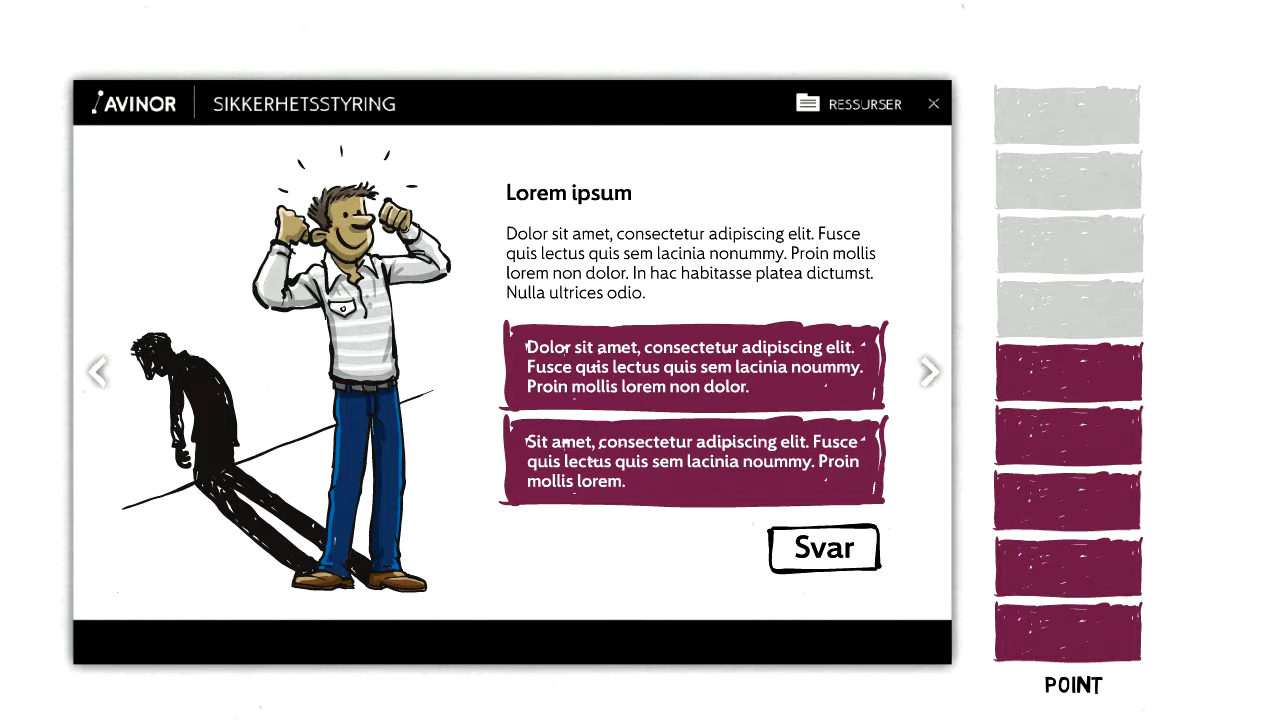 AVINOR SIKKERHETSSTYRING RESSURSER
Lorem ipsum
Dolor sit amet, consectetur adipiscing elit. Fusce
quis lectus quis sem lacinia nonummy. Proin mollis
lorem non dolor. In hac habitasse platea dictumst.
Nulla ultrices odio.
Dolor sit amet, consectetur adipiscing elit.
Fusce quis lectus quis sem lacinia noummy.
Proin mollis lorem non dolor.
Sit amet, consectetur adipiscing elit. Fusce
quis lectus quis sem lacinia noummy. Proin
mollis lorem.
Svar
POINT